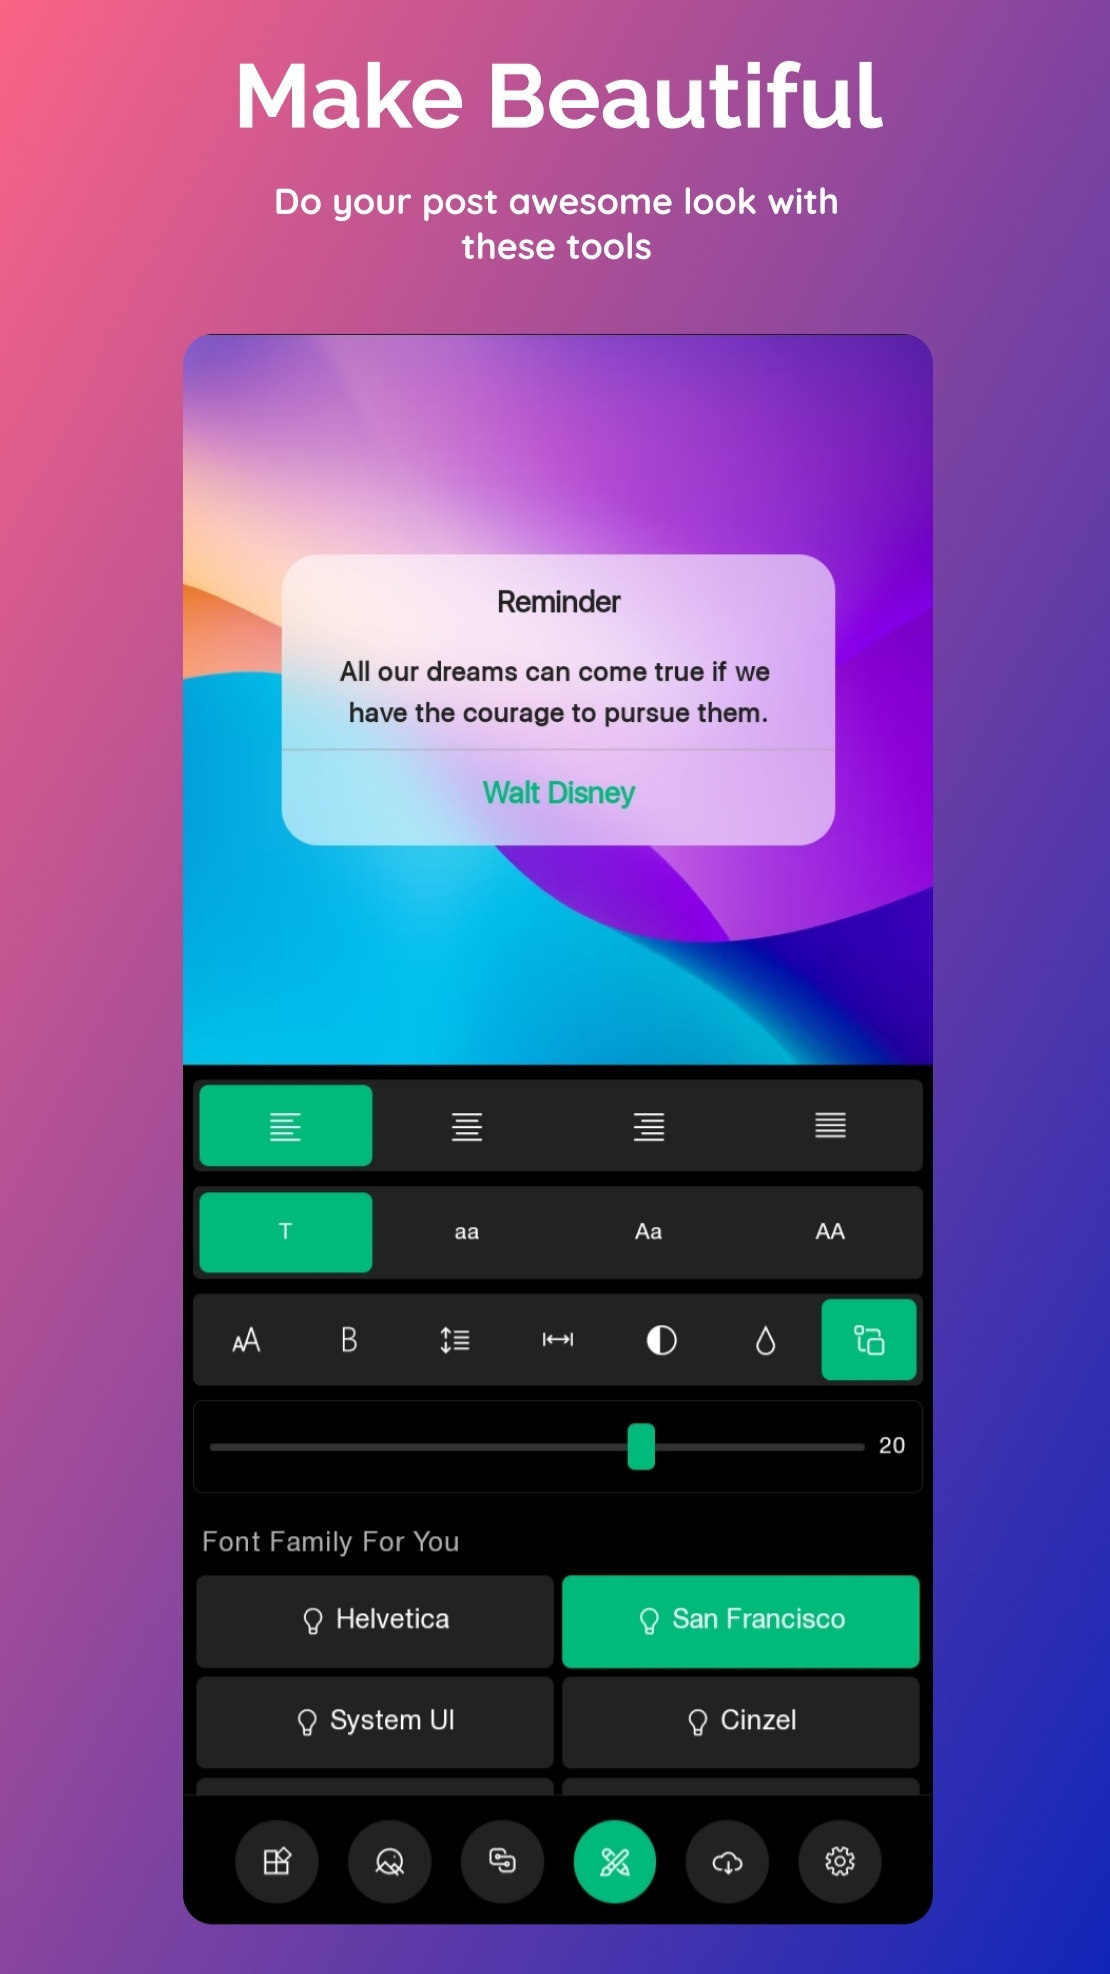 Make Beautiful
Do your post awesome look with
these tools
Reminder
All our dreams can come true if we
have the courage to pursue them.
Walt Disney
T aa Aa AA
AA B
20
Font Family For You
Helvetica San Francisco
System UI Cinzel